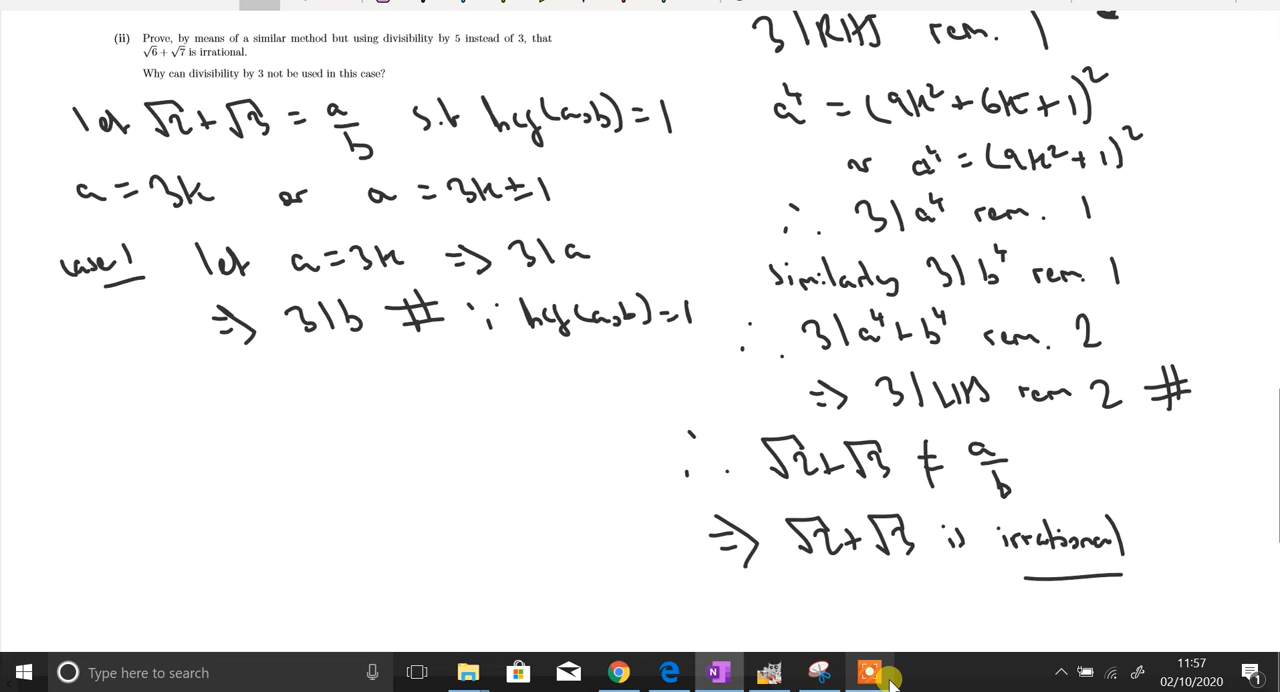 (ii) Prove, by means of a similar method but using divisibility by 5 instead of 3, that
√6 + √7 is irrational.
Why can divisibility by 3 not be used in this case?
let √2 + √3 = a/b s.t hcf(a,b) = 1
a = 3k or a = 3k ± 1
case 1 let a = 3k ⇒ 3|a
⇒ 3|b # ∵ hcf(a,b) = 1
3|RHS rem. 1
a⁴ = (9k² + 6k + 1)²
or a⁴ = (9k² + 1)²
∴ 3|a⁴ rem. 1
similarly 3|b⁴ rem. 1
∴ 3|a⁴ + b⁴ rem. 2
⇒ 3|LHS rem 2 #
∴ √2 + √3 ≠ a/b
⇒ √2 + √3 is irrational
Type here to search
11:57
02/10/2020
1